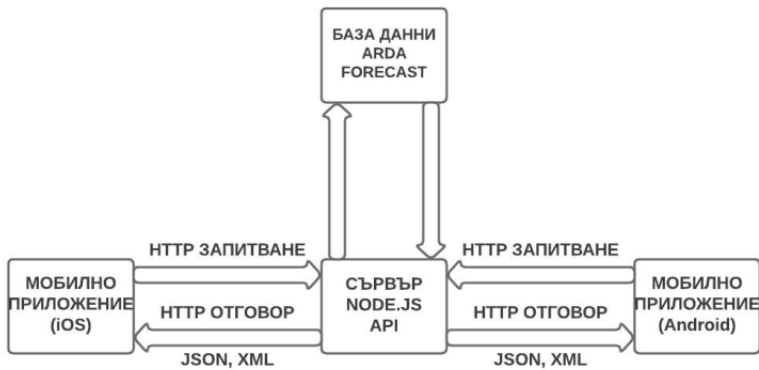 БАЗА ДАННИ
ARDA
FORECAST
HTTP ЗАПИТВАНЕ
HTTP ЗАПИТВАНЕ
МОБИЛНО
ПРИЛОЖЕНИЕ
(iOS)
HTTP ОТГОВОР
JSON, XML
СЪРВЪР
NODE.JS
API
HTTP ОТГОВОР
JSON, XML
МОБИЛНО
ПРИЛОЖЕНИЕ
(Android)